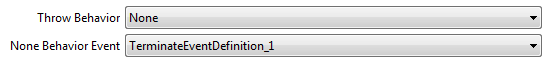 Throw Behavior None
None Behavior Event TerminateEventDefinition_1